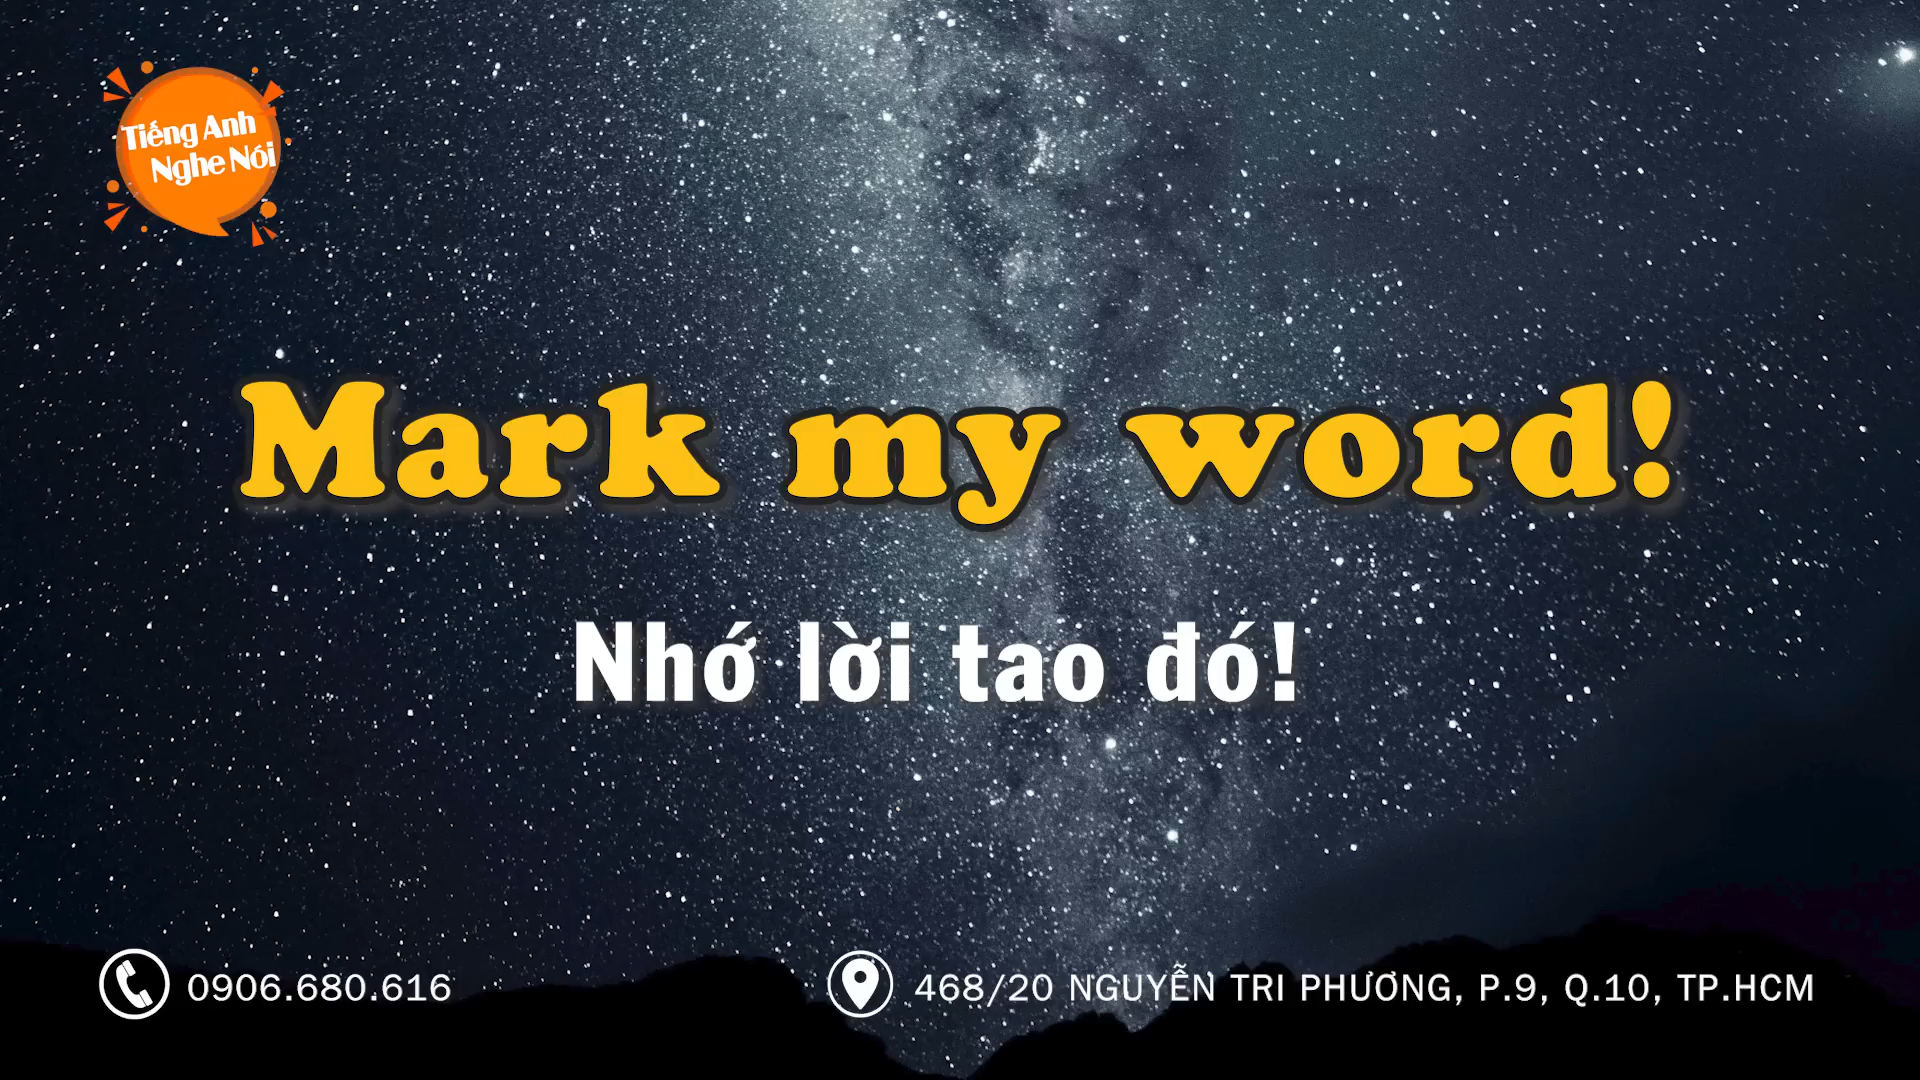 Tiếng Anh
Nghe Nói
Mark my word!
Nhớ lời tao đó!
0906.680.616
468/20 NGUYỄN TRI PHƯƠNG, P.9, Q.10, TP.HCM